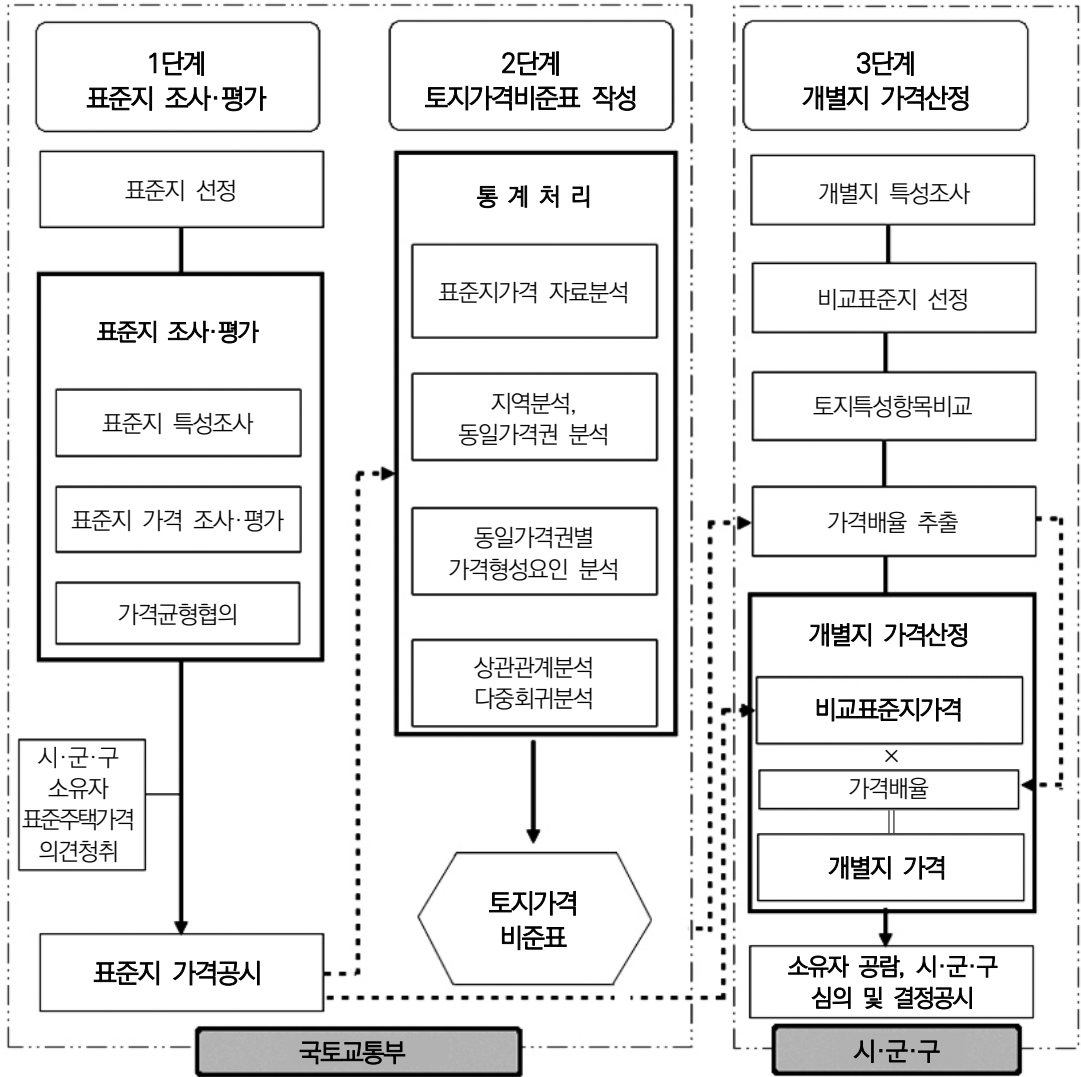 1단계
표준지 조사·평가
표준지 선정
표준지 조사·평가
표준지 특성조사
표준지 가격 조사·평가
가격균형협의
시·군·구
소유자
표준주택가격
의견청취
표준지 가격공시
2단계
토지가격비준표 작성
통 계 처 리
표준지가격 자료분석
지역분석,
동일가격권 분석
동일가격권별
가격형성요인 분석
상관관계분석
다중회귀분석
토지가격
비준표
국토교통부
3단계
개별지 가격산정
개별지 특성조사
비교표준지 선정
토지특성항목비교
가격배율 추출
개별지 가격산정
비교표준지가격
×
가격배율
개별지 가격
소유자 공람, 시·군·구
심의 및 결정공시
시·군·구